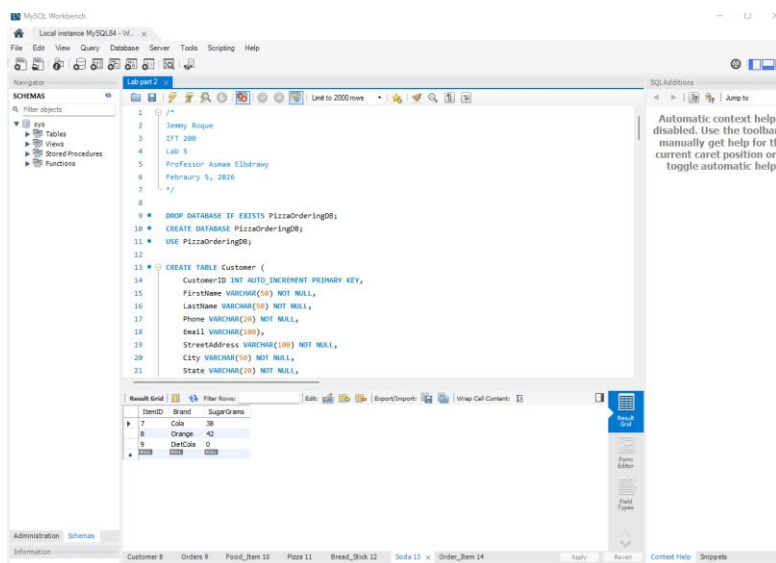 MySQL Workbench
Local instance MySQL84 - W... ×
File Edit View Query Database Server Tools Scripting Help
Navigator
SCHEMAS
Filter objects
sys
Tables
Views
Stored Procedures
Functions
Administration Schemas
Information
Lab part 2 ×
Limit to 2000 rows
1 /*
2 Jemmy Roque
3 IFT 200
4 Lab 5
5 Professor Asmaa Elbdrawy
6 Febraury 5, 2026
7 */
8
9 DROP DATABASE IF EXISTS PizzaOrderingDB;
10 CREATE DATABASE PizzaOrderingDB;
11 USE PizzaOrderingDB;
12
13 CREATE TABLE Customer (
14 CustomerID INT AUTO_INCREMENT PRIMARY KEY,
15 FirstName VARCHAR(50) NOT NULL,
16 LastName VARCHAR(50) NOT NULL,
17 Phone VARCHAR(20) NOT NULL,
18 Email VARCHAR(100),
19 StreetAddress VARCHAR(100) NOT NULL,
20 City VARCHAR(50) NOT NULL,
21 State VARCHAR(20) NOT NULL,
Result Grid Filter Rows: Edit: Export/Import: Wrap Cell Content:
ItemID Brand SugarGrams
7 Cola 38
8 Orange 42
9 DietCola 0
NULL NULL NULL
Result Grid
Form Editor
Field Types
Customer 8 Orders 9 Food_Item 10 Pizza 11 Bread_Stick 12 Soda 13 × Order_Item 14 Apply Revert
SQLAdditions
Jump to
Automatic context help
disabled. Use the toolbar
manually get help for th
current caret position or
toggle automatic help
Context Help Snippets